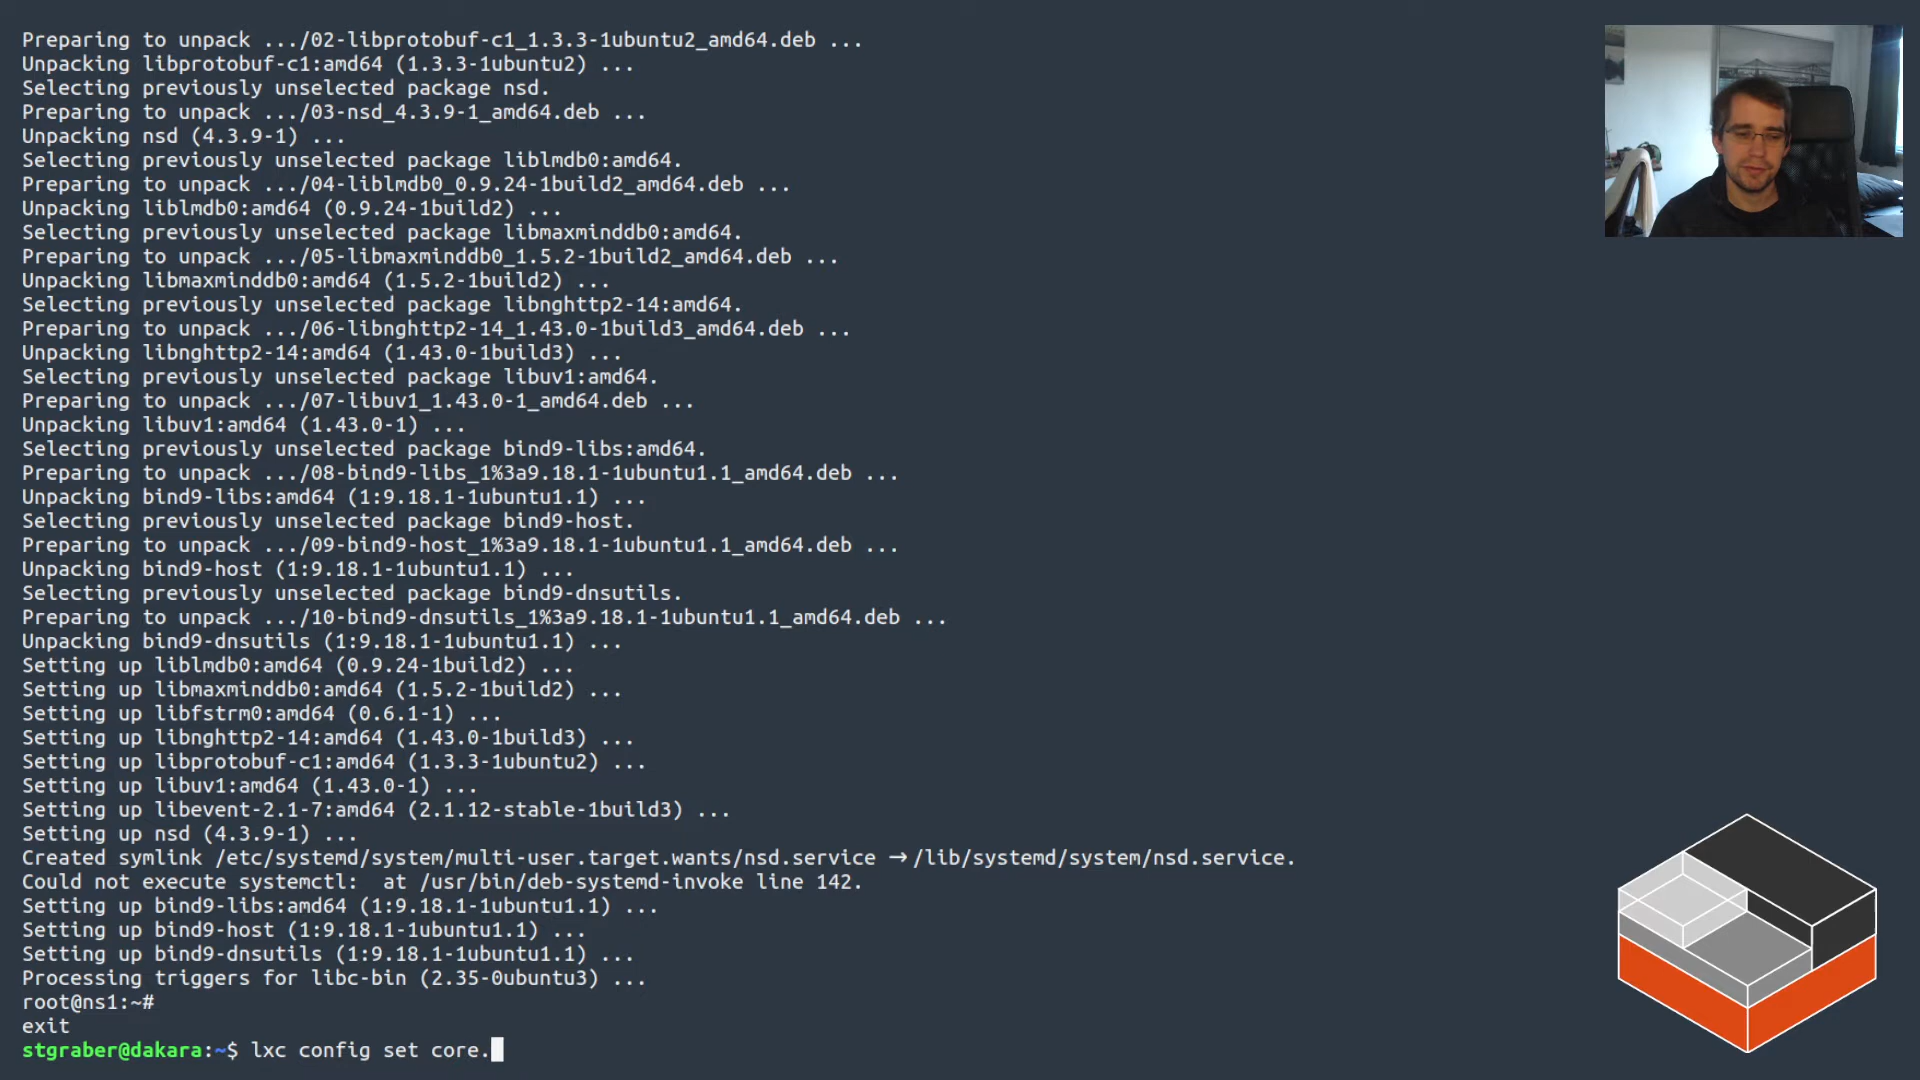 Preparing to unpack .../02-libprotobuf-c1_1.3.3-1ubuntu2_amd64.deb ...
Unpacking libprotobuf-c1:amd64 (1.3.3-1ubuntu2) ...
Selecting previously unselected package nsd.
Preparing to unpack .../03-nsd_4.3.9-1_amd64.deb ...
Unpacking nsd (4.3.9-1) ...
Selecting previously unselected package liblmdb0:amd64.
Preparing to unpack .../04-liblmdb0_0.9.24-1build2_amd64.deb ...
Unpacking liblmdb0:amd64 (0.9.24-1build2) ...
Selecting previously unselected package libmaxminddb0:amd64.
Preparing to unpack .../05-libmaxminddb0_1.5.2-1build2_amd64.deb ...
Unpacking libmaxminddb0:amd64 (1.5.2-1build2) ...
Selecting previously unselected package libnghttp2-14:amd64.
Preparing to unpack .../06-libnghttp2-14_1.43.0-1build3_amd64.deb ...
Unpacking libnghttp2-14:amd64 (1.43.0-1build3) ...
Selecting previously unselected package libuv1:amd64.
Preparing to unpack .../07-libuv1_1.43.0-1_amd64.deb ...
Unpacking libuv1:amd64 (1.43.0-1) ...
Selecting previously unselected package bind9-libs:amd64.
Preparing to unpack .../08-bind9-libs_1%3a9.18.1-1ubuntu1.1_amd64.deb ...
Unpacking bind9-libs:amd64 (1:9.18.1-1ubuntu1.1) ...
Selecting previously unselected package bind9-host.
Preparing to unpack .../09-bind9-host_1%3a9.18.1-1ubuntu1.1_amd64.deb ...
Unpacking bind9-host (1:9.18.1-1ubuntu1.1) ...
Selecting previously unselected package bind9-dnsutils.
Preparing to unpack .../10-bind9-dnsutils_1%3a9.18.1-1ubuntu1.1_amd64.deb ...
Unpacking bind9-dnsutils (1:9.18.1-1ubuntu1.1) ...
Setting up liblmdb0:amd64 (0.9.24-1build2) ...
Setting up libmaxminddb0:amd64 (1.5.2-1build2) ...
Setting up libfstrm0:amd64 (0.6.1-1) ...
Setting up libnghttp2-14:amd64 (1.43.0-1build3) ...
Setting up libprotobuf-c1:amd64 (1.3.3-1ubuntu2) ...
Setting up libuv1:amd64 (1.43.0-1) ...
Setting up libevent-2.1-7:amd64 (2.1.12-stable-1build3) ...
Setting up nsd (4.3.9-1) ...
Created symlink /etc/systemd/system/multi-user.target.wants/nsd.service → /lib/systemd/system/nsd.service.
Could not execute systemctl:  at /usr/bin/deb-systemd-invoke line 142.
Setting up bind9-libs:amd64 (1:9.18.1-1ubuntu1.1) ...
Setting up bind9-host (1:9.18.1-1ubuntu1.1) ...
Setting up bind9-dnsutils (1:9.18.1-1ubuntu1.1) ...
Processing triggers for libc-bin (2.35-0ubuntu3) ...
root@ns1:~#
exit
stgraber@dakara:~$ lxc config set core.